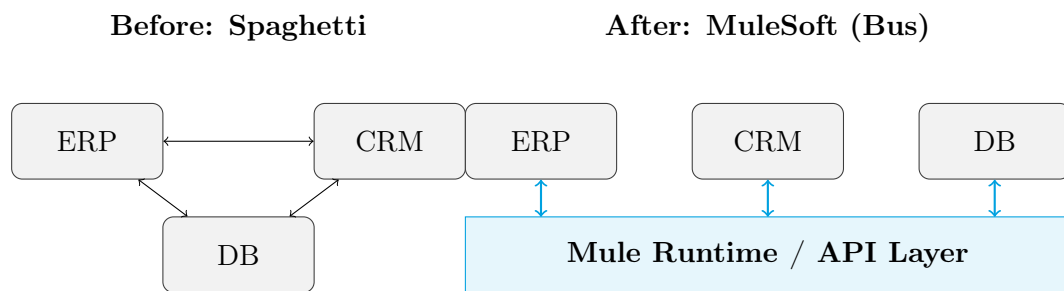 Before: Spaghetti
After: MuleSoft (Bus)
ERP
CRM
ERP
CRM
DB
DB
Mule Runtime / API Layer